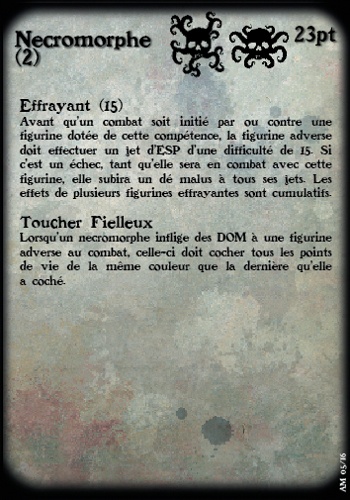 Necromorphe
(2)
23pt
Effrayant (15)
Avant qu'un combat soit initié par ou contre une
figurine dotée de cette compétence, la figurine adverse
doit effectuer un jet d'ESP d'une difficulté de 15. Si
c'est un échec, tant qu'elle sera en combat avec cette
figurine, elle subira un dé malus à tous ses jets. Les
effets de plusieurs figurines effrayantes sont cumulatifs.
Toucher Fielleux
Lorsqu'un necromorphe inflige des DOM à une figurine
adverse au combat, celle-ci doit cocher tous les points
de vie de la même couleur que la dernière qu'elle
a coché.
AM 05/16